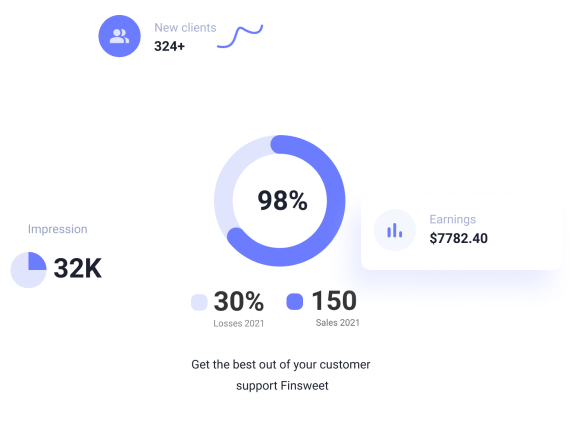 New clients
324+
98%
Earnings
$7782.40
Impression
32K
30%
Losses 2021
150
Sales 2021
Get the best out of your customer
support Finsweet